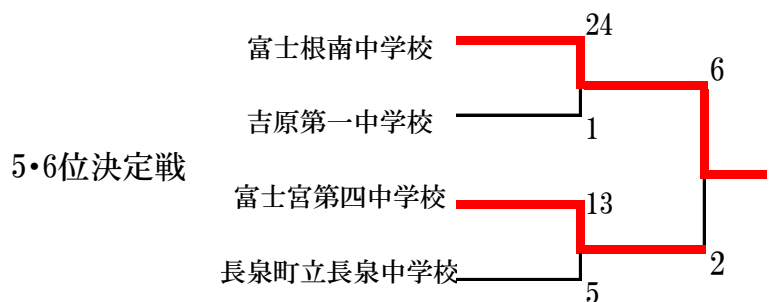 24
富士根南中学校
6
吉原第一中学校
1
5・6位決定戦
富士宮第四中学校
13
2
長泉町立長泉中学校
5